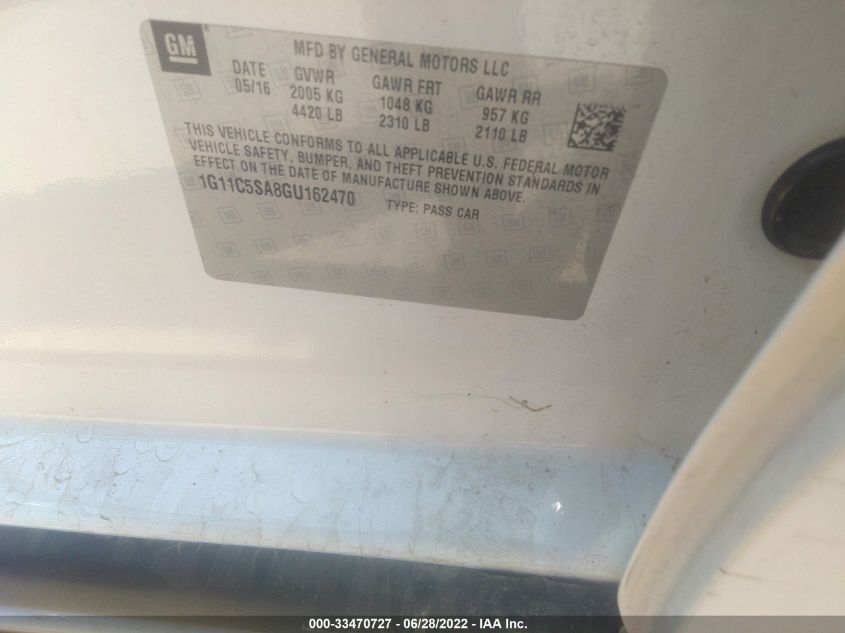 GM
MFD BY GENERAL MOTORS LLC
DATE GVWR GAWR FRT GAWR RR
05/16 2005 KG 1048 KG 957 KG
4420 LB 2310 LB 2110 LB
THIS VEHICLE CONFORMS TO ALL APPLICABLE U.S. FEDERAL MOTOR
VEHICLE SAFETY, BUMPER, AND THEFT PREVENTION STANDARDS IN
EFFECT ON THE DATE OF MANUFACTURE SHOWN ABOVE.
1G11C5SA8GU162470 TYPE: PASS CAR
000-33470727 - 06/28/2022 - IAA Inc.